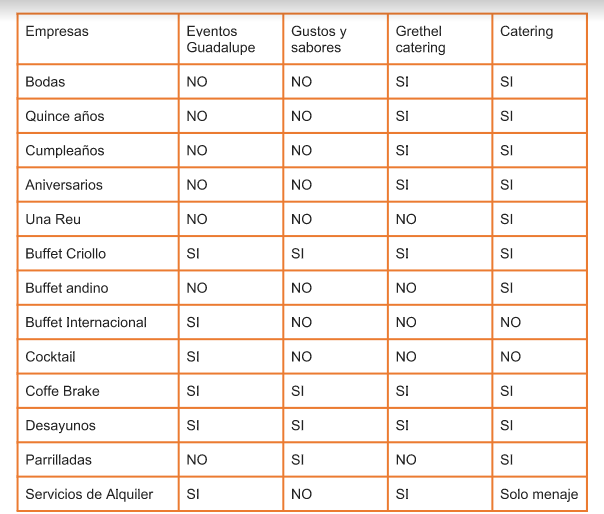 Empresas Eventos Guadalupe Gustos y sabores Grethel catering Catering
Bodas NO NO SI SI
Quince años NO NO SI SI
Cumpleaños NO NO SI SI
Aniversarios NO NO SI SI
Una Reu NO NO NO SI
Buffet Criollo SI SI SI SI
Buffet andino NO NO NO SI
Buffet Internacional SI NO NO NO
Cocktail SI NO NO NO
Coffe Brake SI SI SI SI
Desayunos SI SI SI SI
Parrilladas NO SI NO SI
Servicios de Alquiler SI NO SI Solo menaje